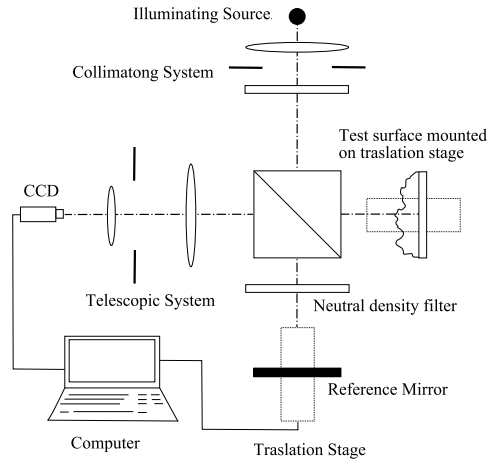 Illuminating Source
Collimatong System
Test surface mounted
on traslation stage
CCD
Telescopic System
Neutral density filter
Reference Mirror
Computer
Traslation Stage